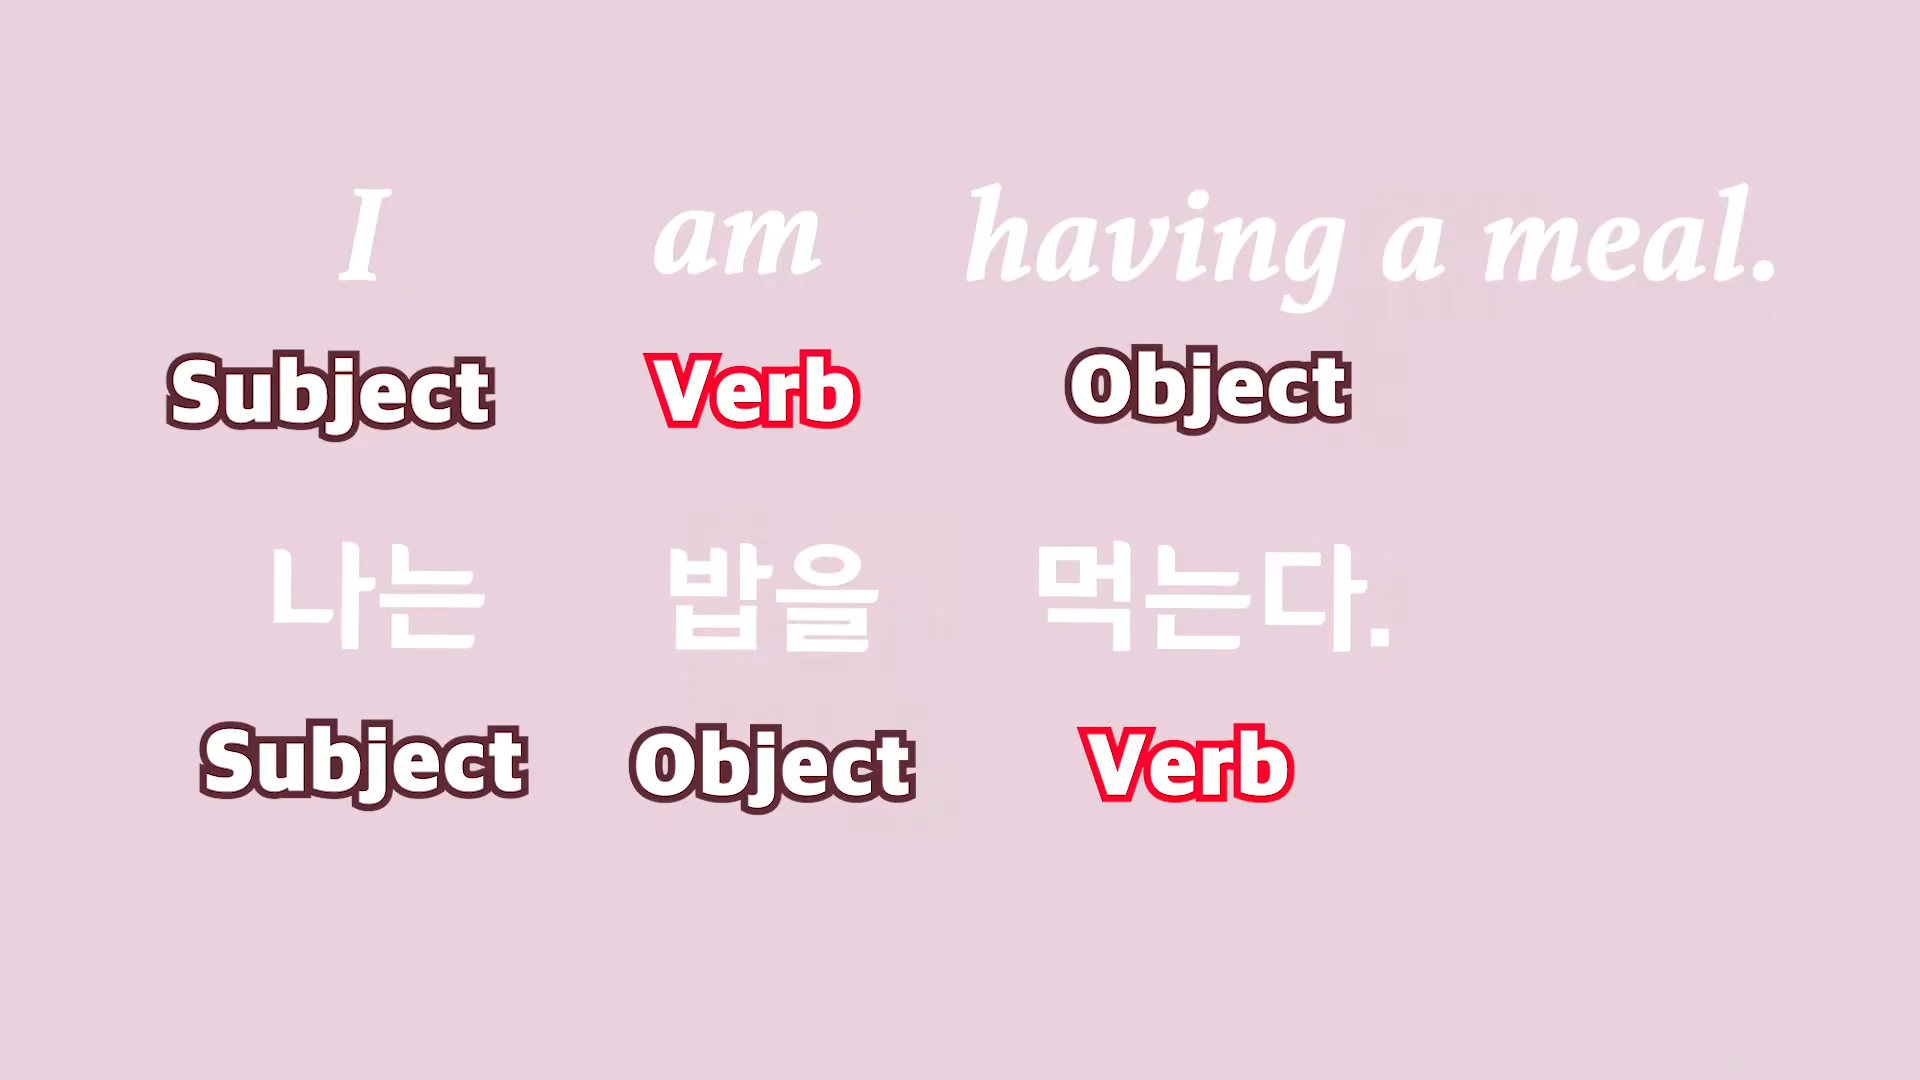 I am having a meal.
Subject Verb Object
나는 밥을 먹는다.
Subject Object Verb